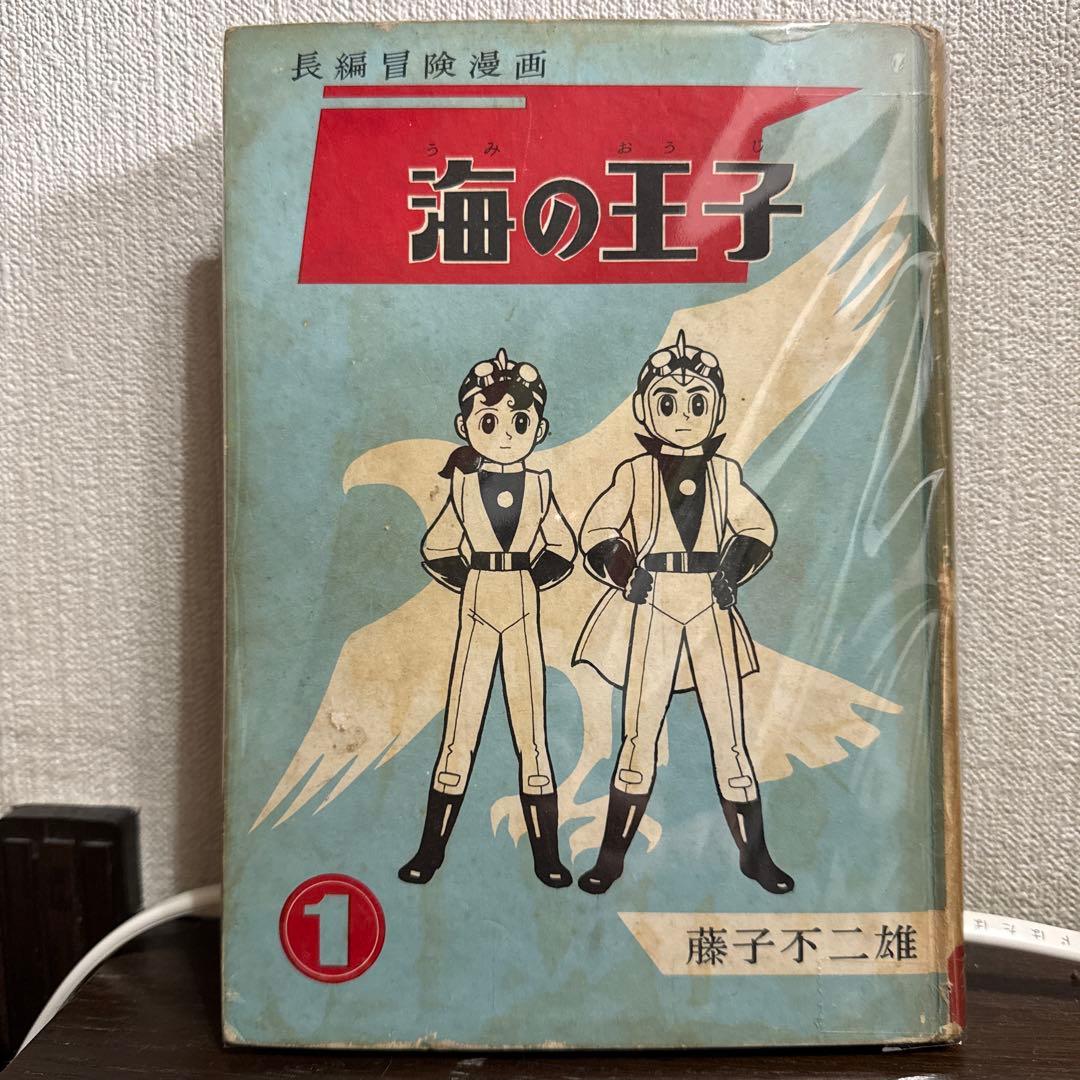 長編冒険漫画
うみ おうじ
海の王子
1
藤子不二雄